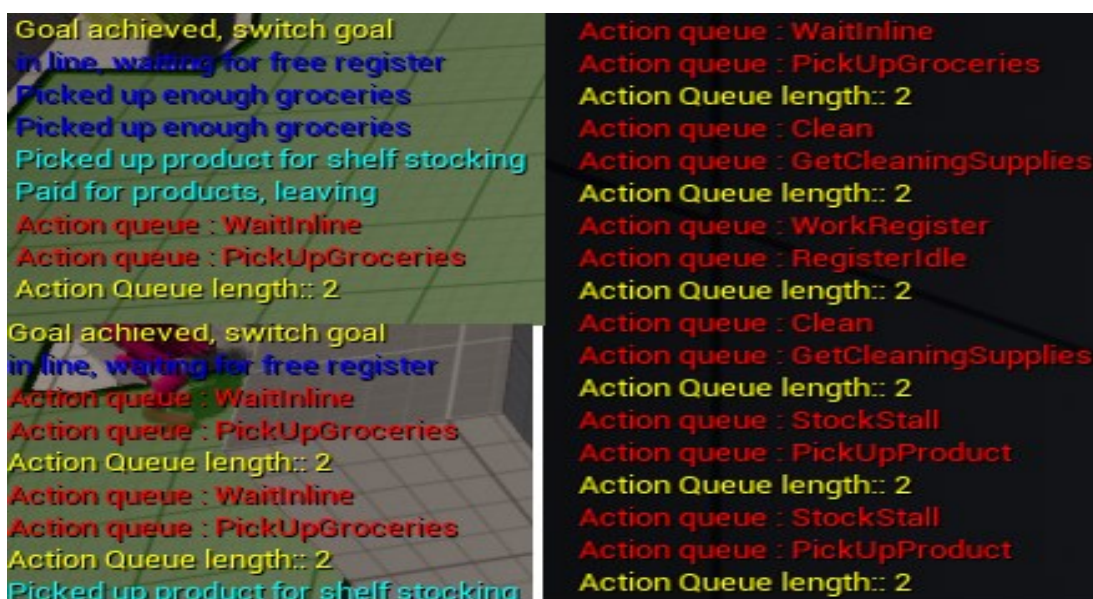 Goal achieved, switch goal
in line, waiting for free register
Picked up enough groceries
Picked up enough groceries
Picked up product for shelf stocking
Paid for products, leaving
Action queue : WaitInline
Action queue : PickUpGroceries
Action Queue length:: 2
Goal achieved, switch goal
in line, waiting for free register
Action queue : WaitInline
Action queue : PickUpGroceries
Action Queue length:: 2
Action queue : WaitInline
Action queue : PickUpGroceries
Action Queue length:: 2
Picked up product for shelf stocking
Action queue : WaitInline
Action queue : PickUpGroceries
Action Queue length:: 2
Action queue : Clean
Action queue : GetCleaningSupplies
Action Queue length:: 2
Action queue : WorkRegister
Action queue : RegisterIdle
Action Queue length:: 2
Action queue : Clean
Action queue : GetCleaningSupplies
Action Queue length:: 2
Action queue : StockStall
Action queue : PickUpProduct
Action Queue length:: 2
Action queue : StockStall
Action queue : PickUpProduct
Action Queue length:: 2